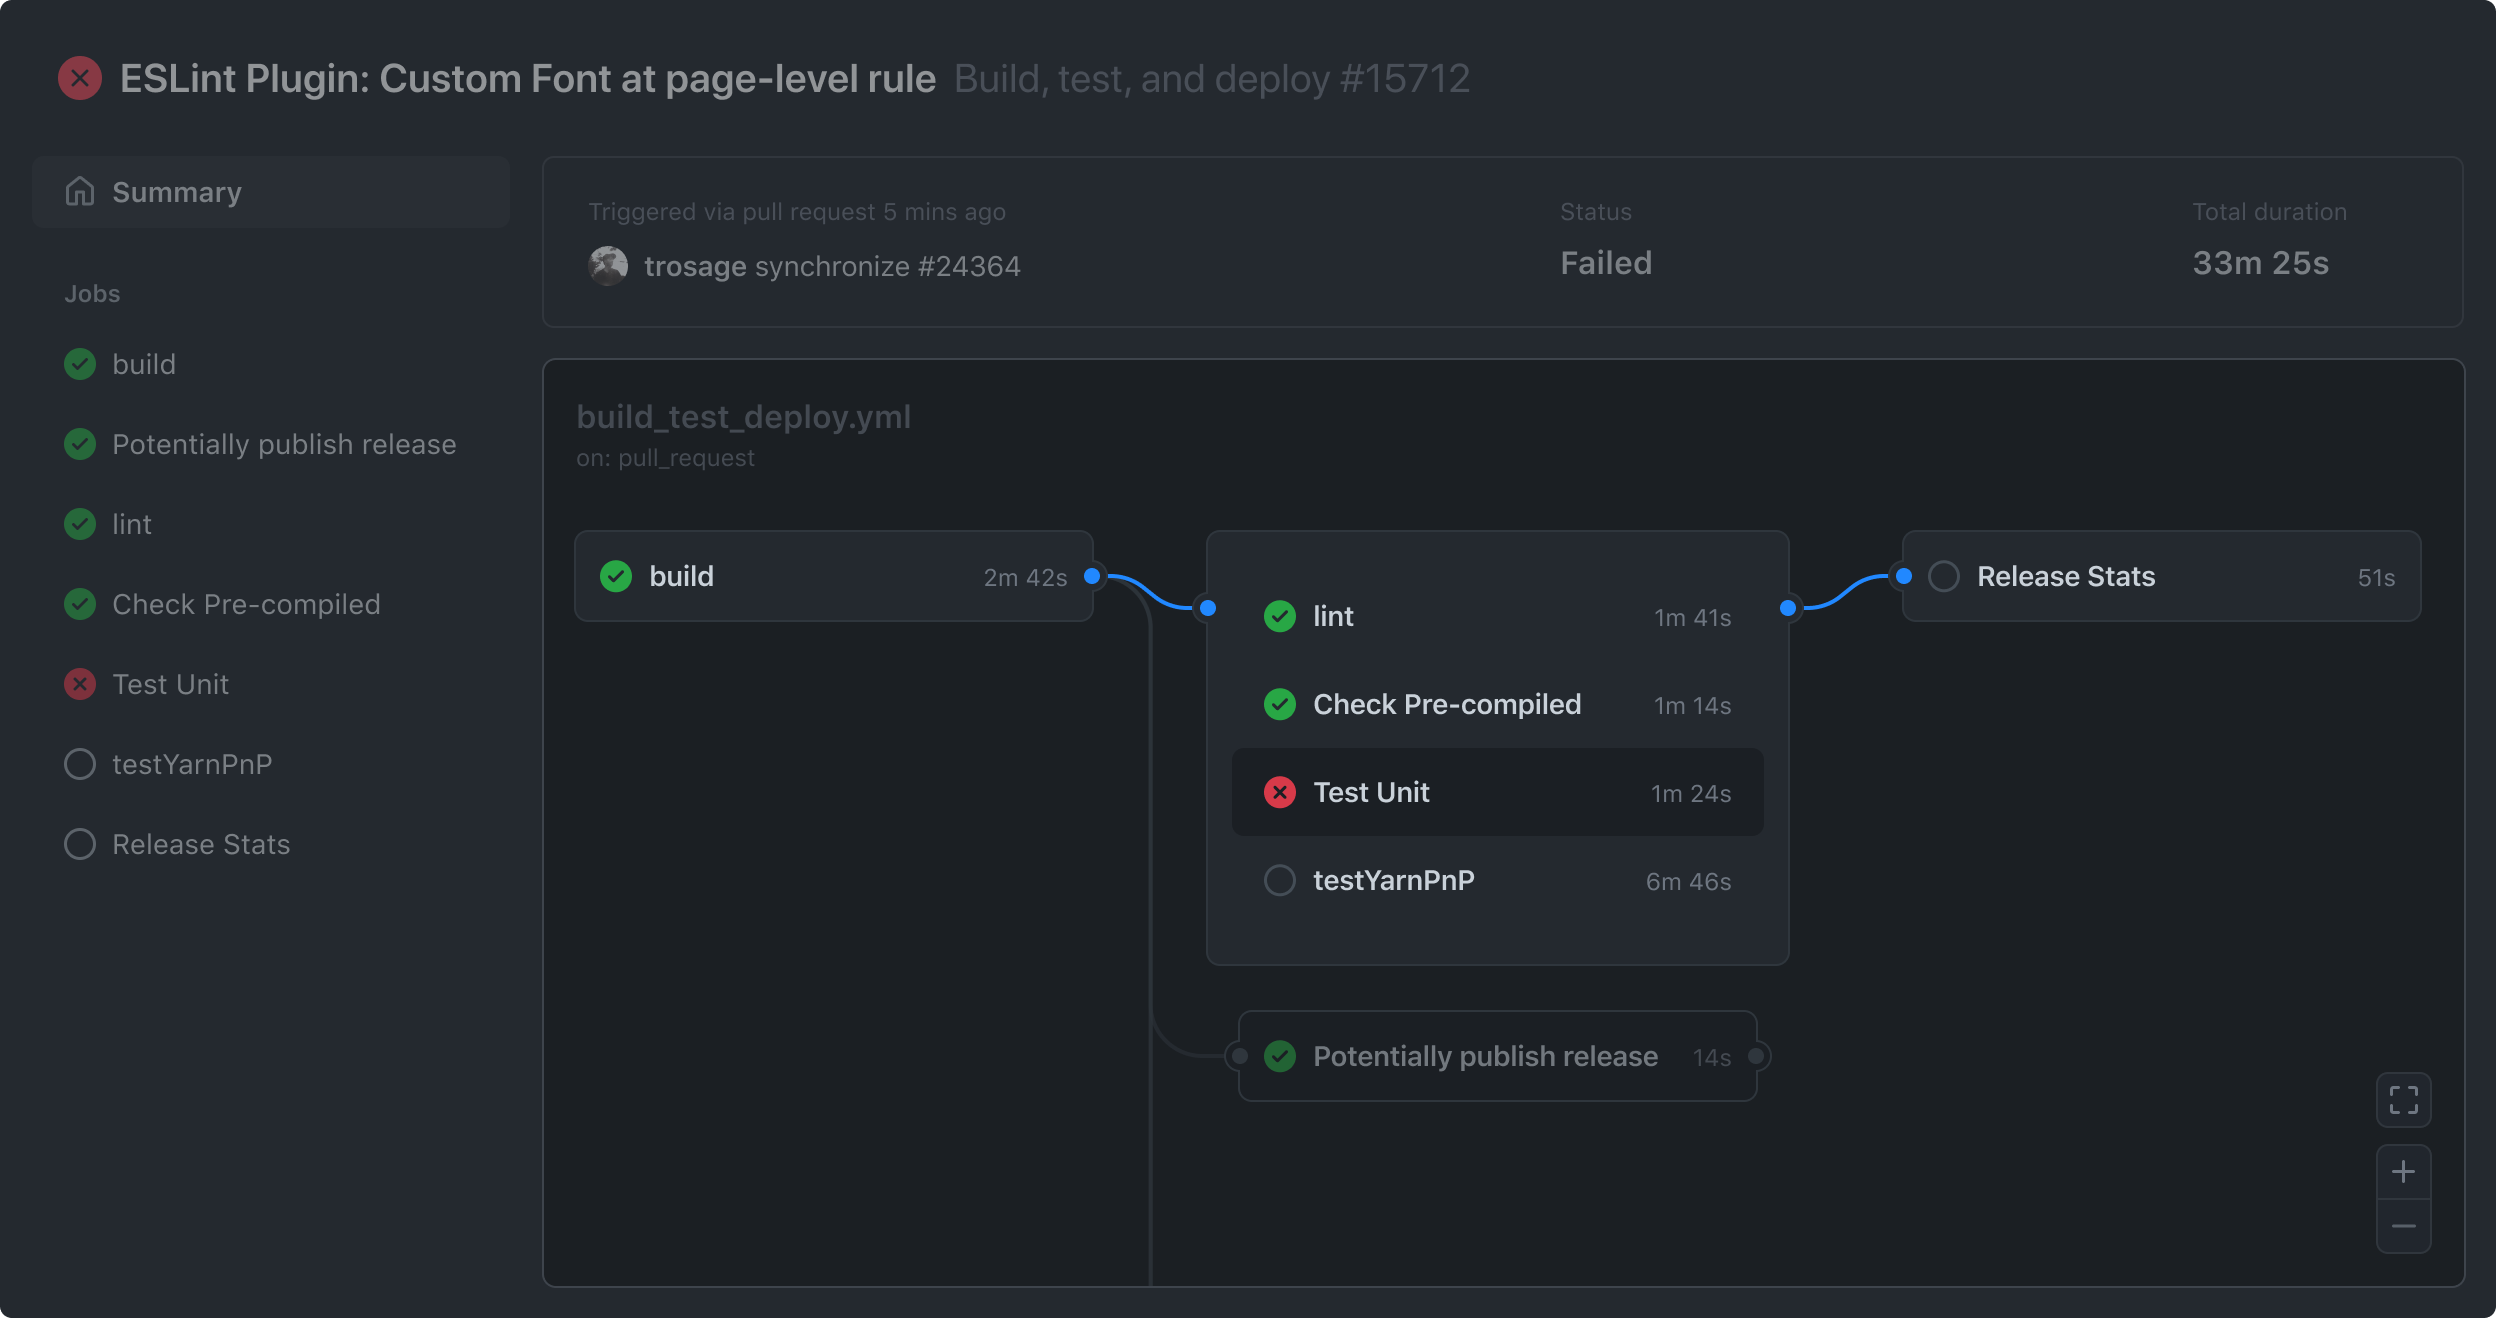 ESLint Plugin: Custom Font at page-level rule Build, test, and deploy #15712
Summary
Jobs
build
Potentially publish release
lint
Check Pre-compiled
Test Unit
testYarnPnP
Release Stats
Triggered via pull request 5 mins ago
trosage synchronize #24364
Status
Failed
Total duration
33m 25s
build_test_deploy.yml
on: pull_request
build 2m 42s
lint 1m 41s
Check Pre-compiled 1m 14s
Test Unit 1m 24s
testYarnPnP 6m 46s
Release Stats 51s
Potentially publish release 14s